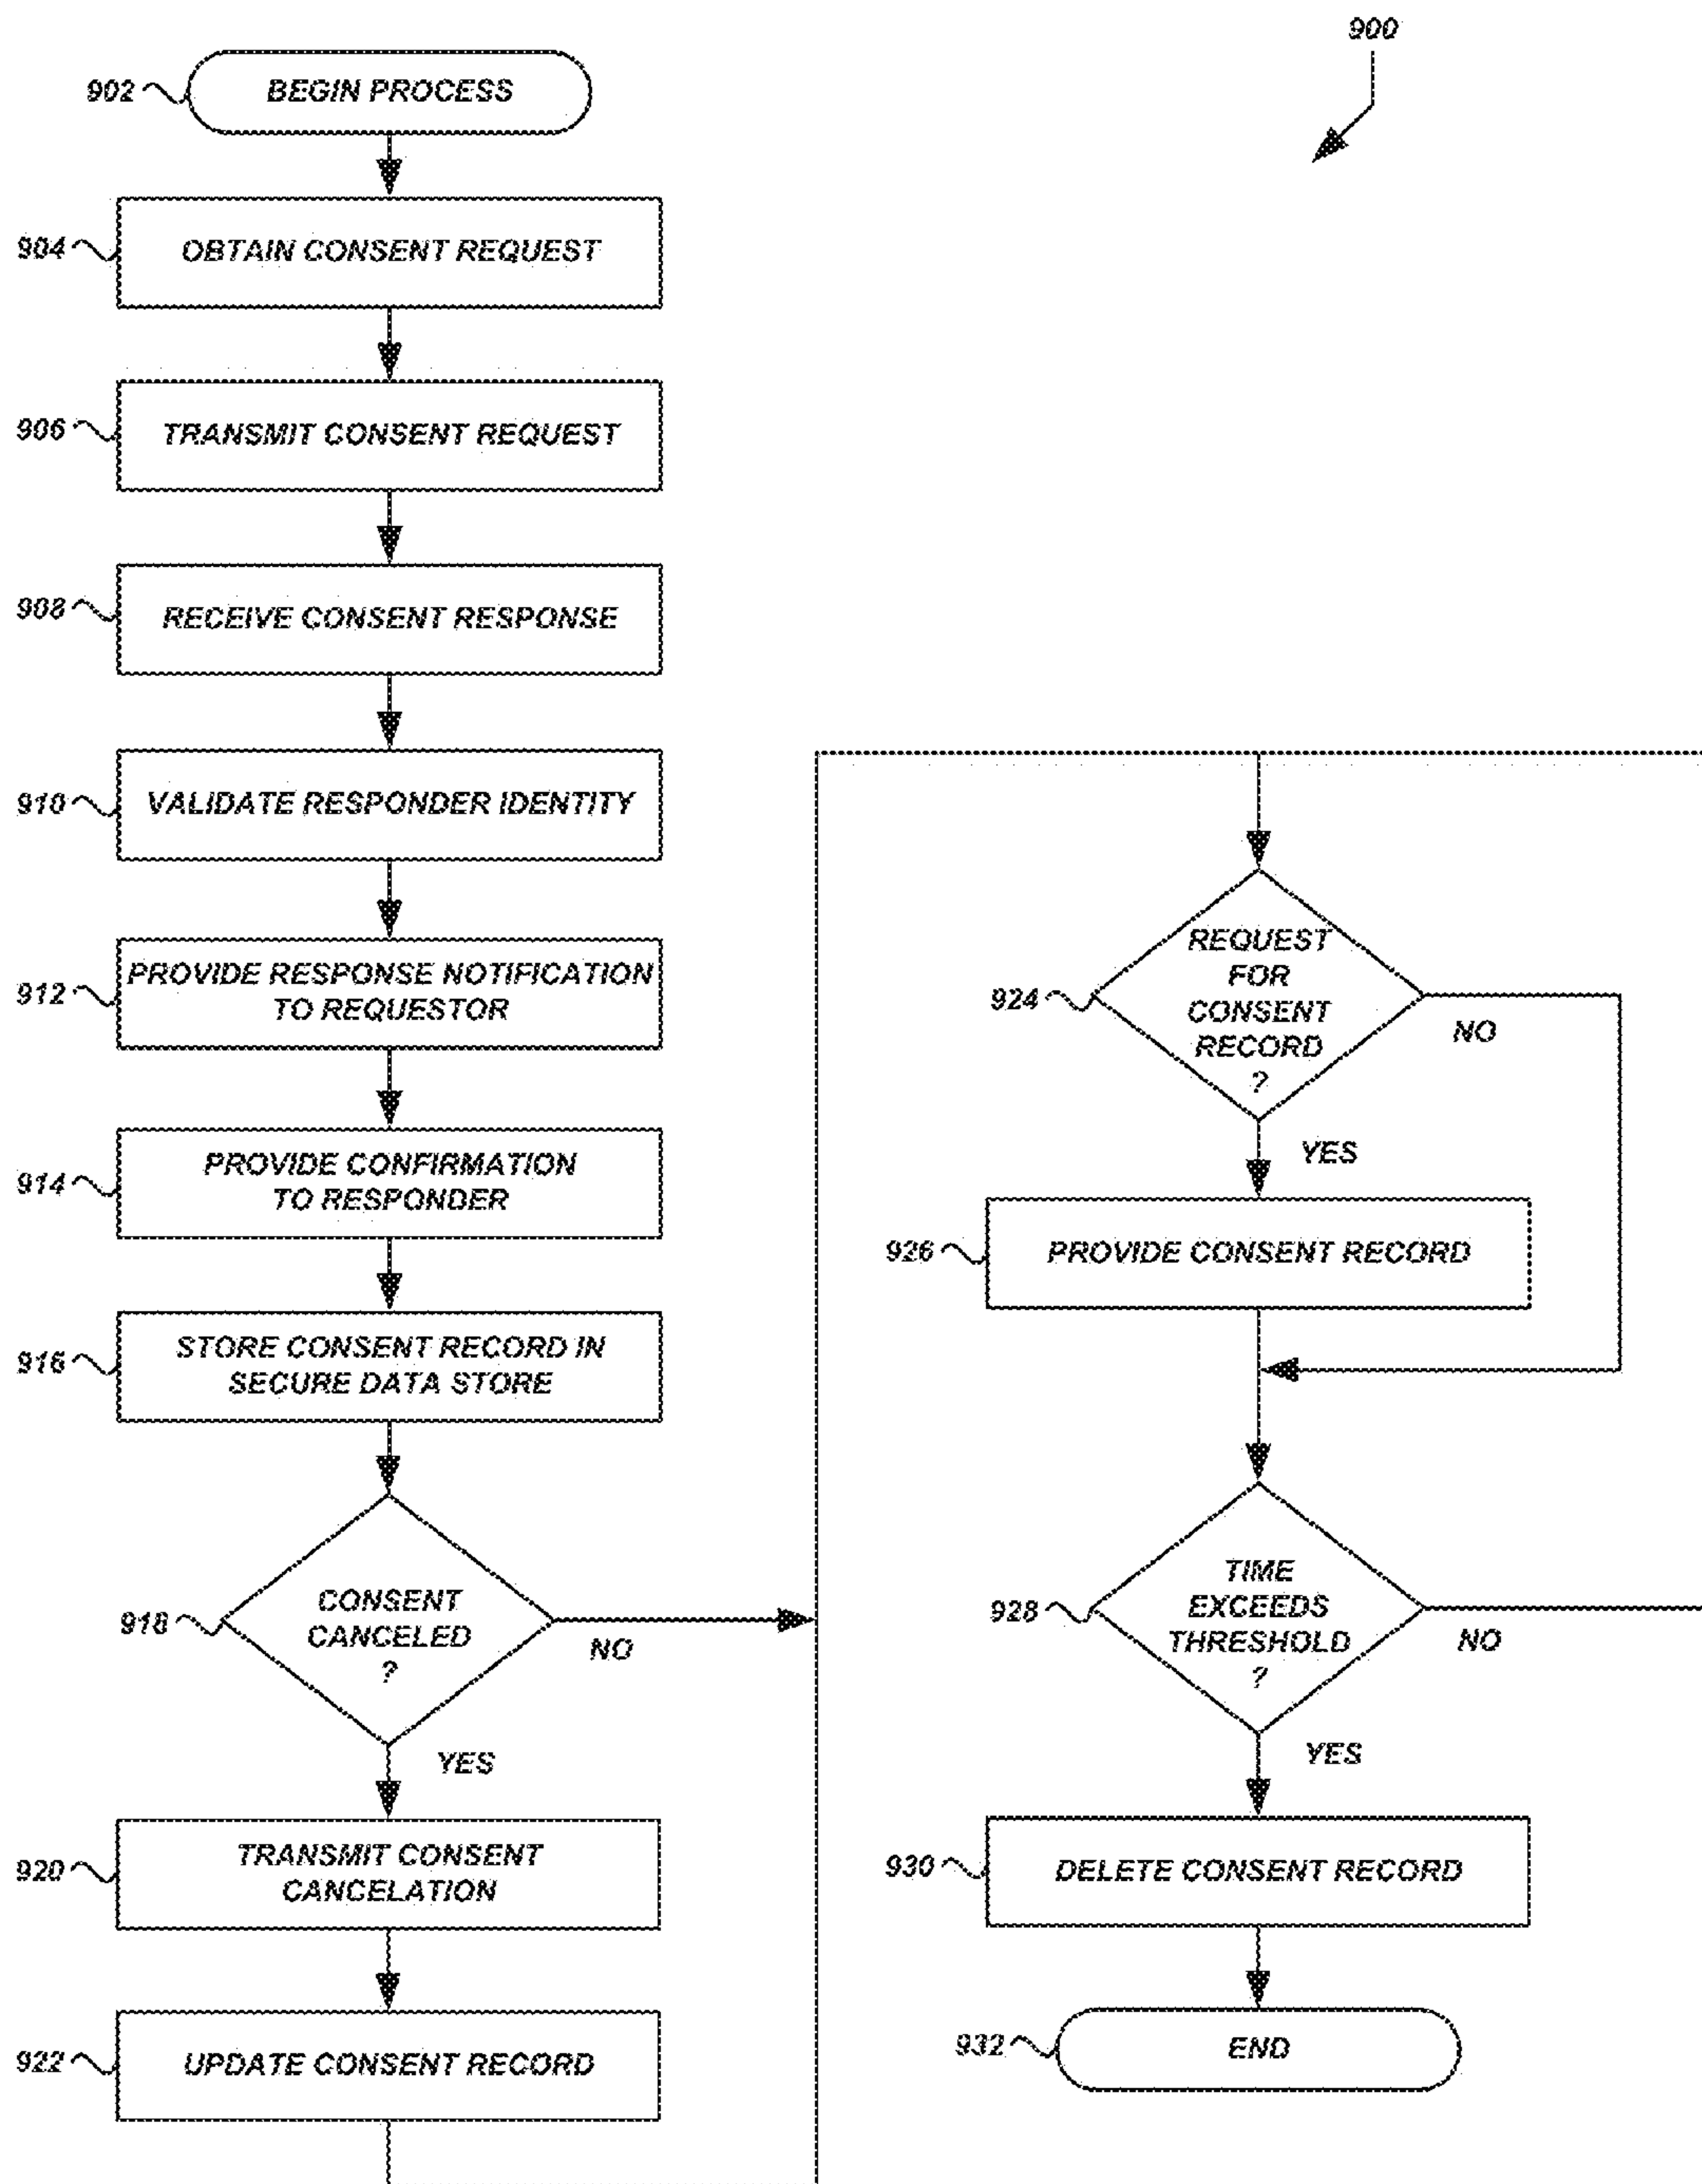 900
902
BEGIN PROCESS
904
OBTAIN CONSENT REQUEST
906
TRANSMIT CONSENT REQUEST
908
RECEIVE CONSENT RESPONSE
910
VALIDATE RESPONDER IDENTITY
912
PROVIDE RESPONSE NOTIFICATION
TO REQUESTOR
914
PROVIDE CONFIRMATION
TO RESPONDER
916
STORE CONSENT RECORD IN
SECURE DATA STORE
918
CONSENT
CANCELED
?
NO
YES
920
TRANSMIT CONSENT
CANCELATION
922
UPDATE CONSENT RECORD
924
REQUEST
FOR
CONSENT
RECORD
?
NO
YES
926
PROVIDE CONSENT RECORD
928
TIME
EXCEEDS
THRESHOLD
?
NO
YES
930
DELETE CONSENT RECORD
932
END